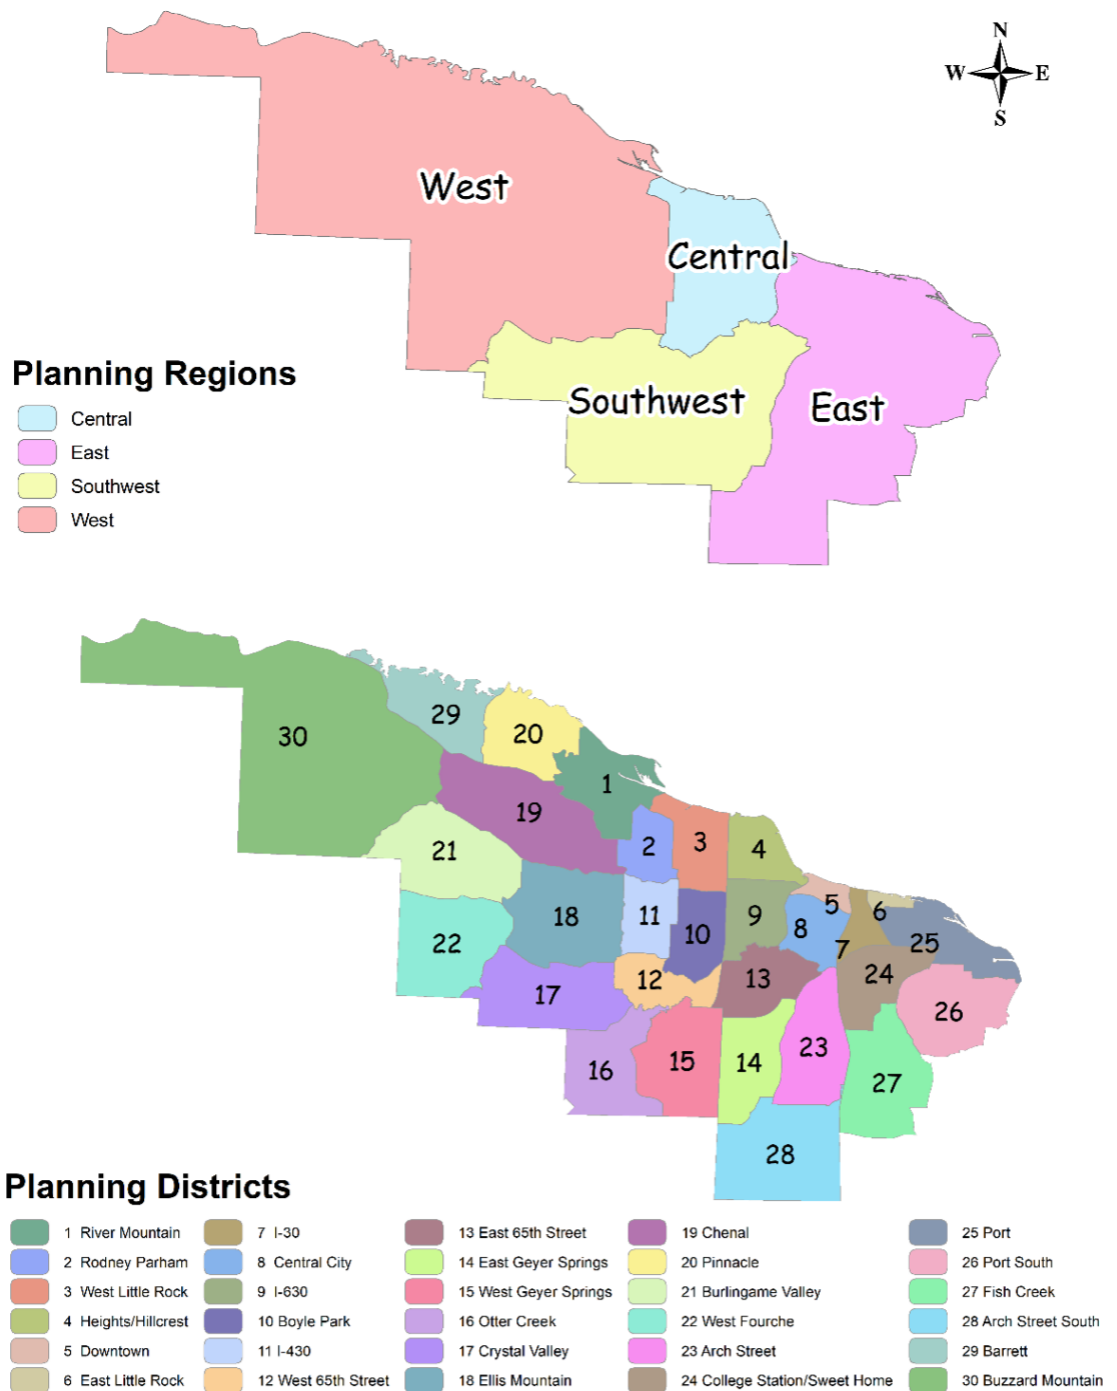 N
W E
S
West
Central
Planning Regions
Southwest
East
Central
East
Southwest
West
29
20
30
1
19
2
3
4
21
5
6
11
9
18
8
10
22
7
25
24
12
13
17
26
23
14
15
16
27
28
Planning Districts
1 River Mountain
2 Rodney Parham
3 West Little Rock
4 Heights/Hillcrest
5 Downtown
6 East Little Rock
7 I-30
8 Central City
9 I-630
10 Boyle Park
11 I-430
12 West 65th Street
13 East 65th Street
14 East Geyer Springs
15 West Geyer Springs
16 Otter Creek
17 Crystal Valley
18 Ellis Mountain
19 Chenal
20 Pinnacle
21 Burlingame Valley
22 West Fourche
23 Arch Street
24 College Station/Sweet Home
25 Port
26 Port South
27 Fish Creek
28 Arch Street South
29 Barrett
30 Buzzard Mountain